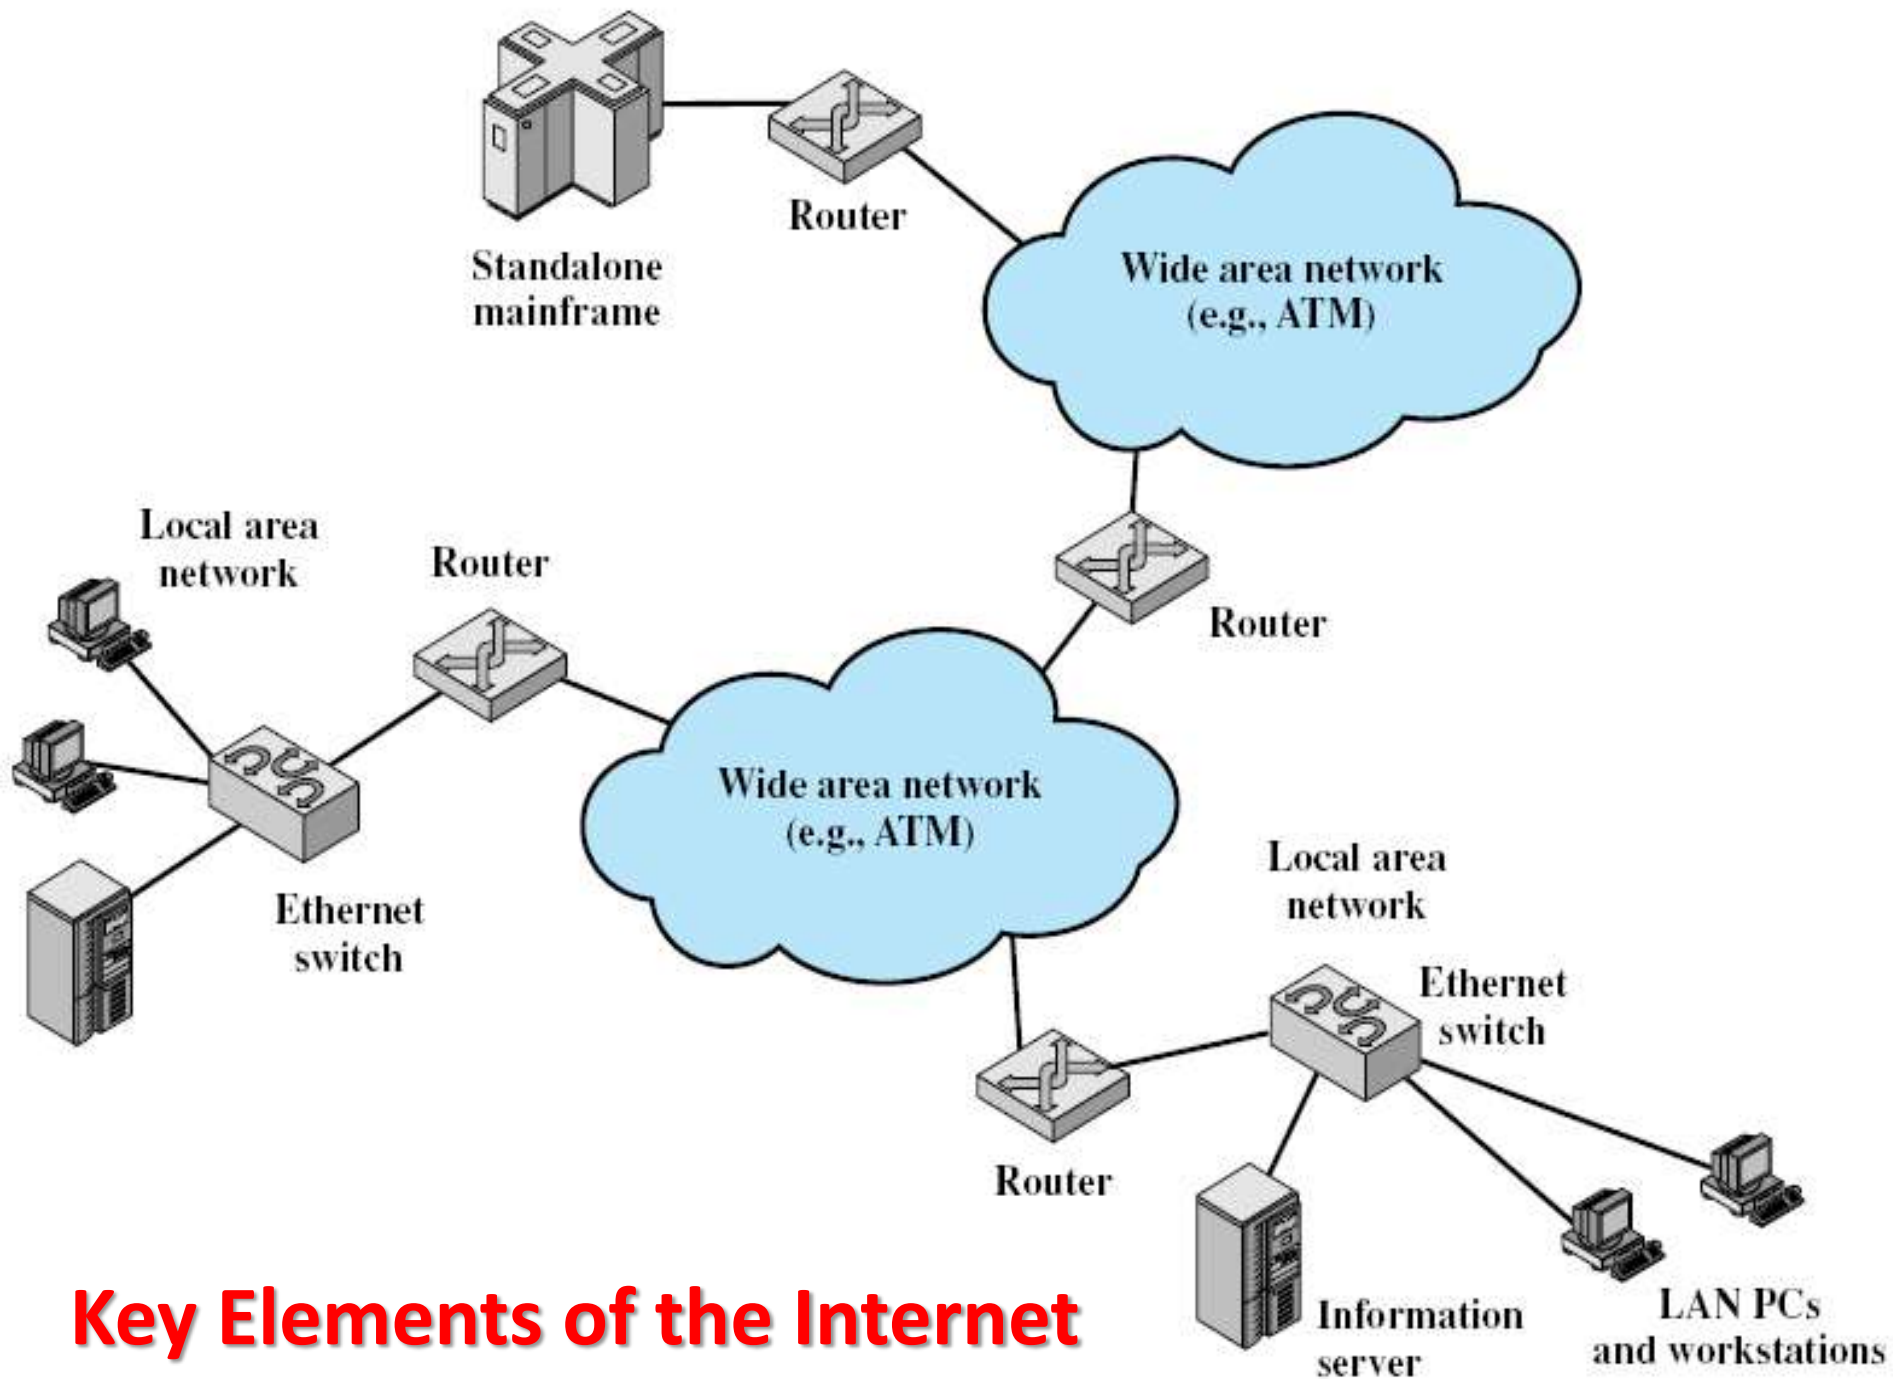 Router
Standalone
mainframe
Wide area network
(e.g., ATM)
Local area
network
Router
Router
Wide area network
(e.g., ATM)
Ethernet
switch
Local area
network
Ethernet
switch
Router
Information
server
LAN PCs
and workstations
Key Elements of the Internet